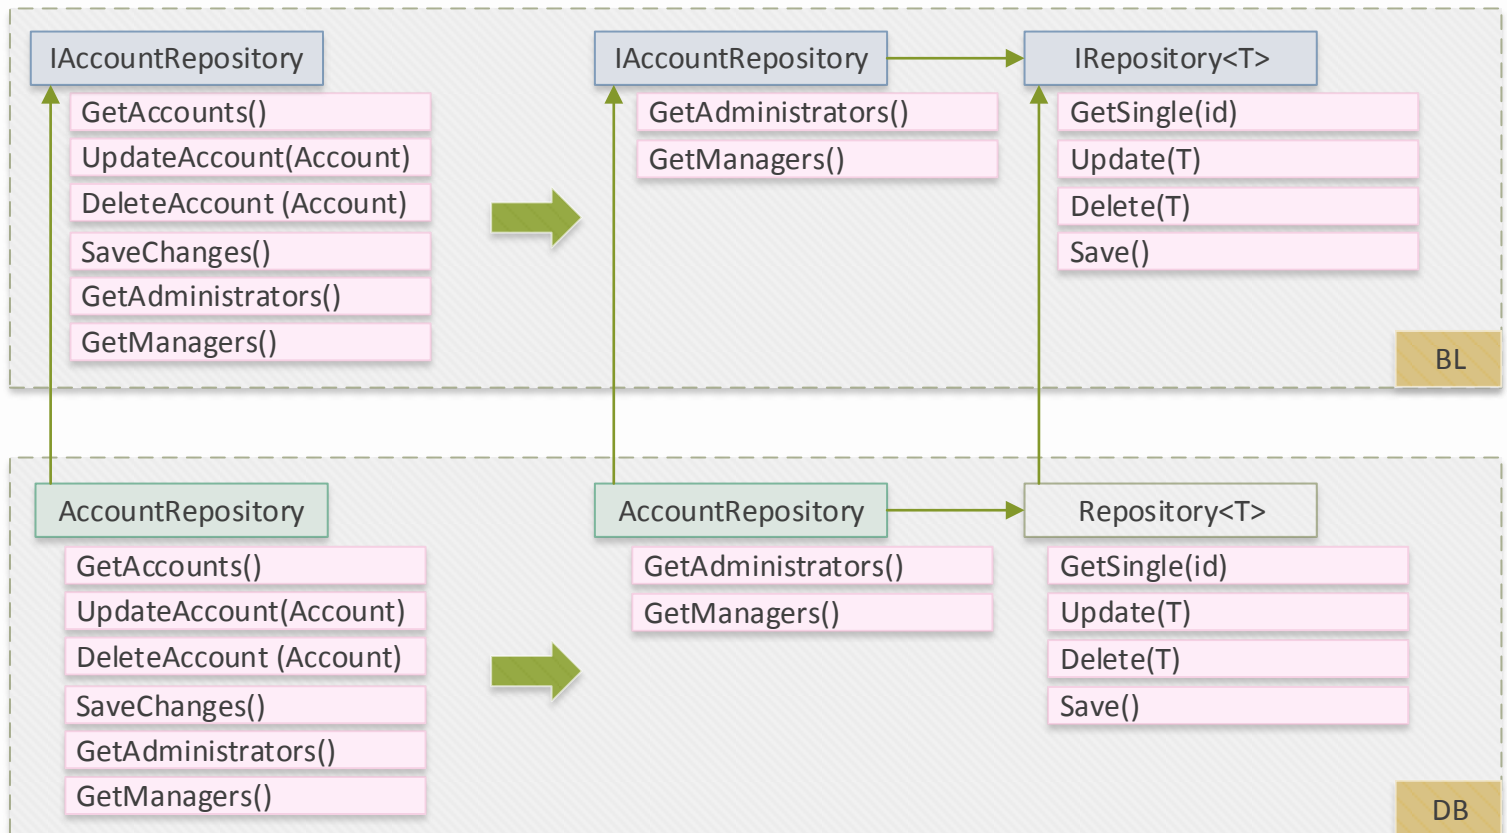 IAccountRepository
GetAccounts()
UpdateAccount(Account)
DeleteAccount (Account)
SaveChanges()
GetAdministrators()
GetManagers()
IAccountRepository
GetAdministrators()
GetManagers()
IRepository<T>
GetSingle(id)
Update(T)
Delete(T)
Save()
BL
AccountRepository
GetAccounts()
UpdateAccount(Account)
DeleteAccount (Account)
SaveChanges()
GetAdministrators()
GetManagers()
AccountRepository
GetAdministrators()
GetManagers()
Repository<T>
GetSingle(id)
Update(T)
Delete(T)
Save()
DB